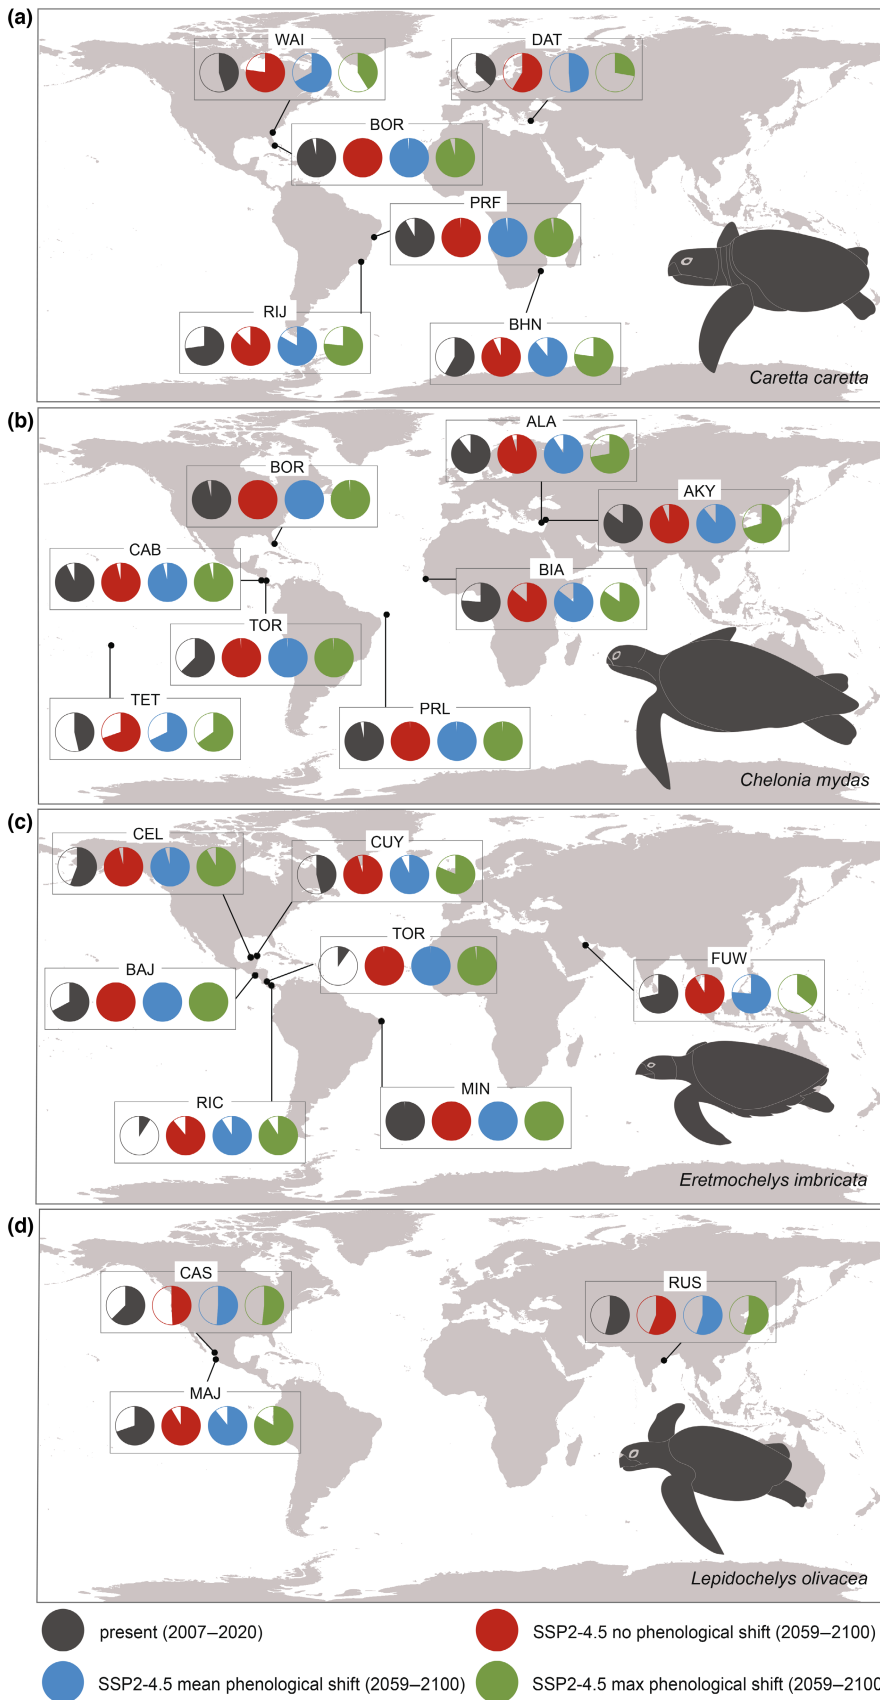 (a)
WAI
DAT
BOR
PRF
RIJ
BHN
Caretta caretta
(b)
ALA
BOR
AKY
CAB
BIA
TOR
TET
PRL
Chelonia mydas
(c)
CEL
CUY
TOR
FUW
BAJ
RIC
MIN
Eretmochelys imbricata
(d)
CAS
RUS
MAJ
Lepidochelys olivacea
present (2007–2020)
SSP2-4.5 no phenological shift (2059–2100)
SSP2-4.5 mean phenological shift (2059–2100)
SSP2-4.5 max phenological shift (2059–2100